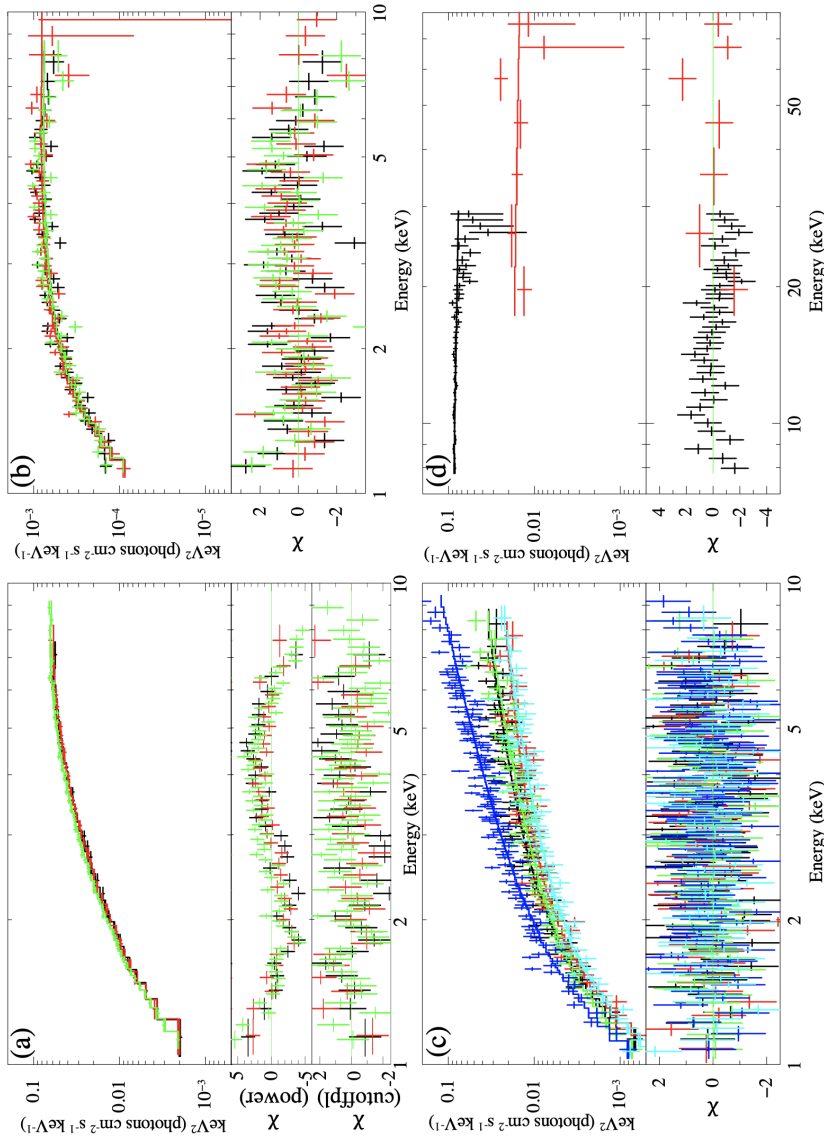 (a)
keV² (photons cm⁻² s⁻¹ keV⁻¹)
0.1
0.01
10⁻³
χ (power)
5
0
−5
χ (cutoffpl)
2
0
−2
1 2 5 10
Energy (keV)
(b)
keV² (photons cm⁻² s⁻¹ keV⁻¹)
10⁻³
10⁻⁴
10⁻⁵
χ
2
0
−2
1 2 5 10
Energy (keV)
(c)
keV² (photons cm⁻² s⁻¹ keV⁻¹)
0.1
0.01
10⁻³
χ
2
0
−2
1 2 5 10
Energy (keV)
(d)
keV² (photons cm⁻² s⁻¹ keV⁻¹)
0.1
0.01
10⁻³
χ
4
2
0
−2
−4
10 20 50
Energy (keV)